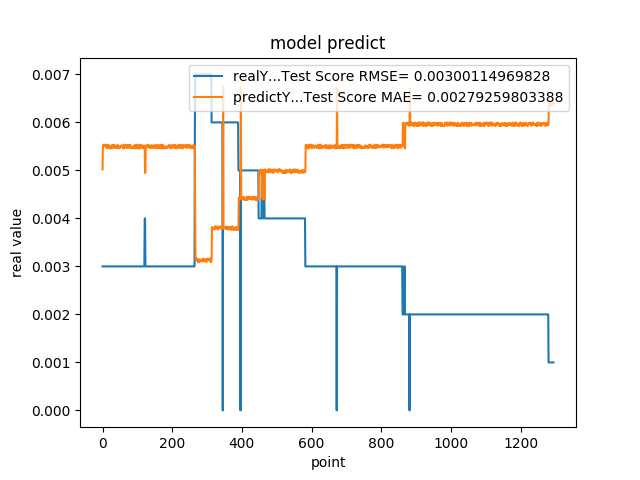 model predict
realY...Test Score RMSE= 0.00300114969828
predictY...Test Score MAE= 0.00279259803388
0.007
0.006
0.005
0.004
0.003
0.002
0.001
0.000
real value
0 200 400 600 800 1000 1200
point